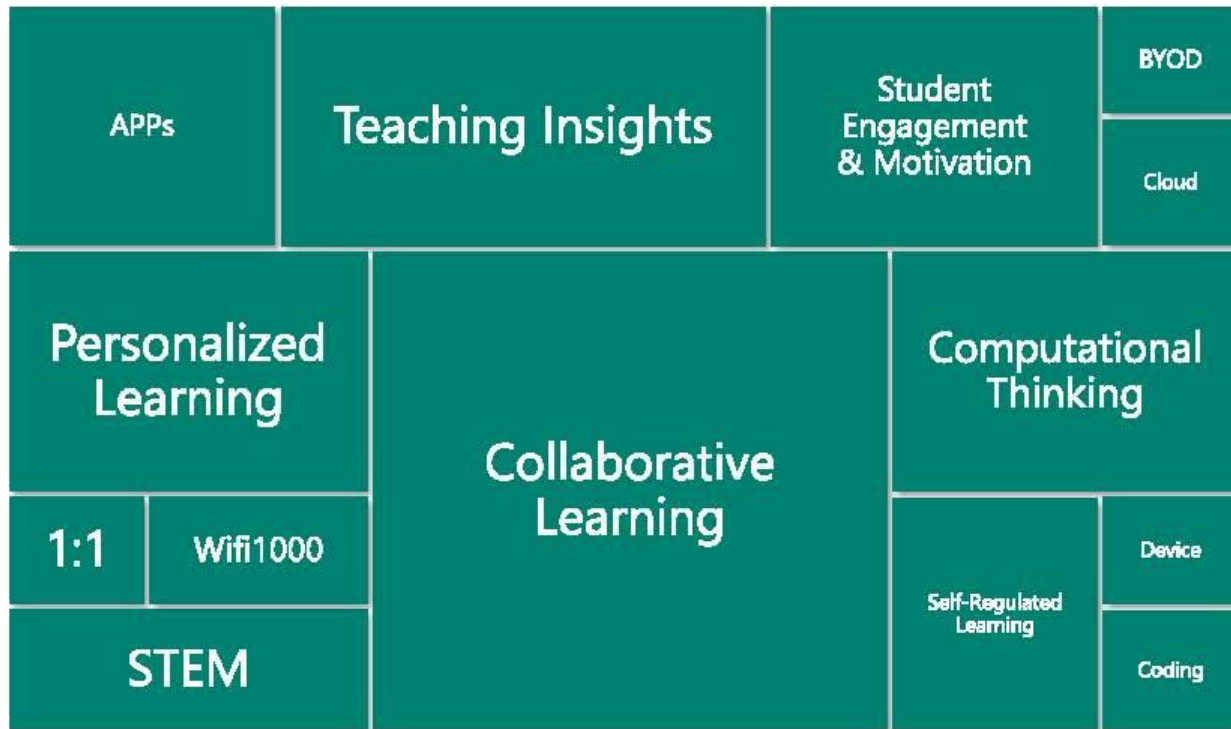 APPs
Teaching Insights
Student
Engagement
& Motivation
BYOD
Cloud
Personalized
Learning
Collaborative
Learning
Computational
Thinking
1:1
Wifi1000
STEM
Self-Regulated
Learning
Device
Coding